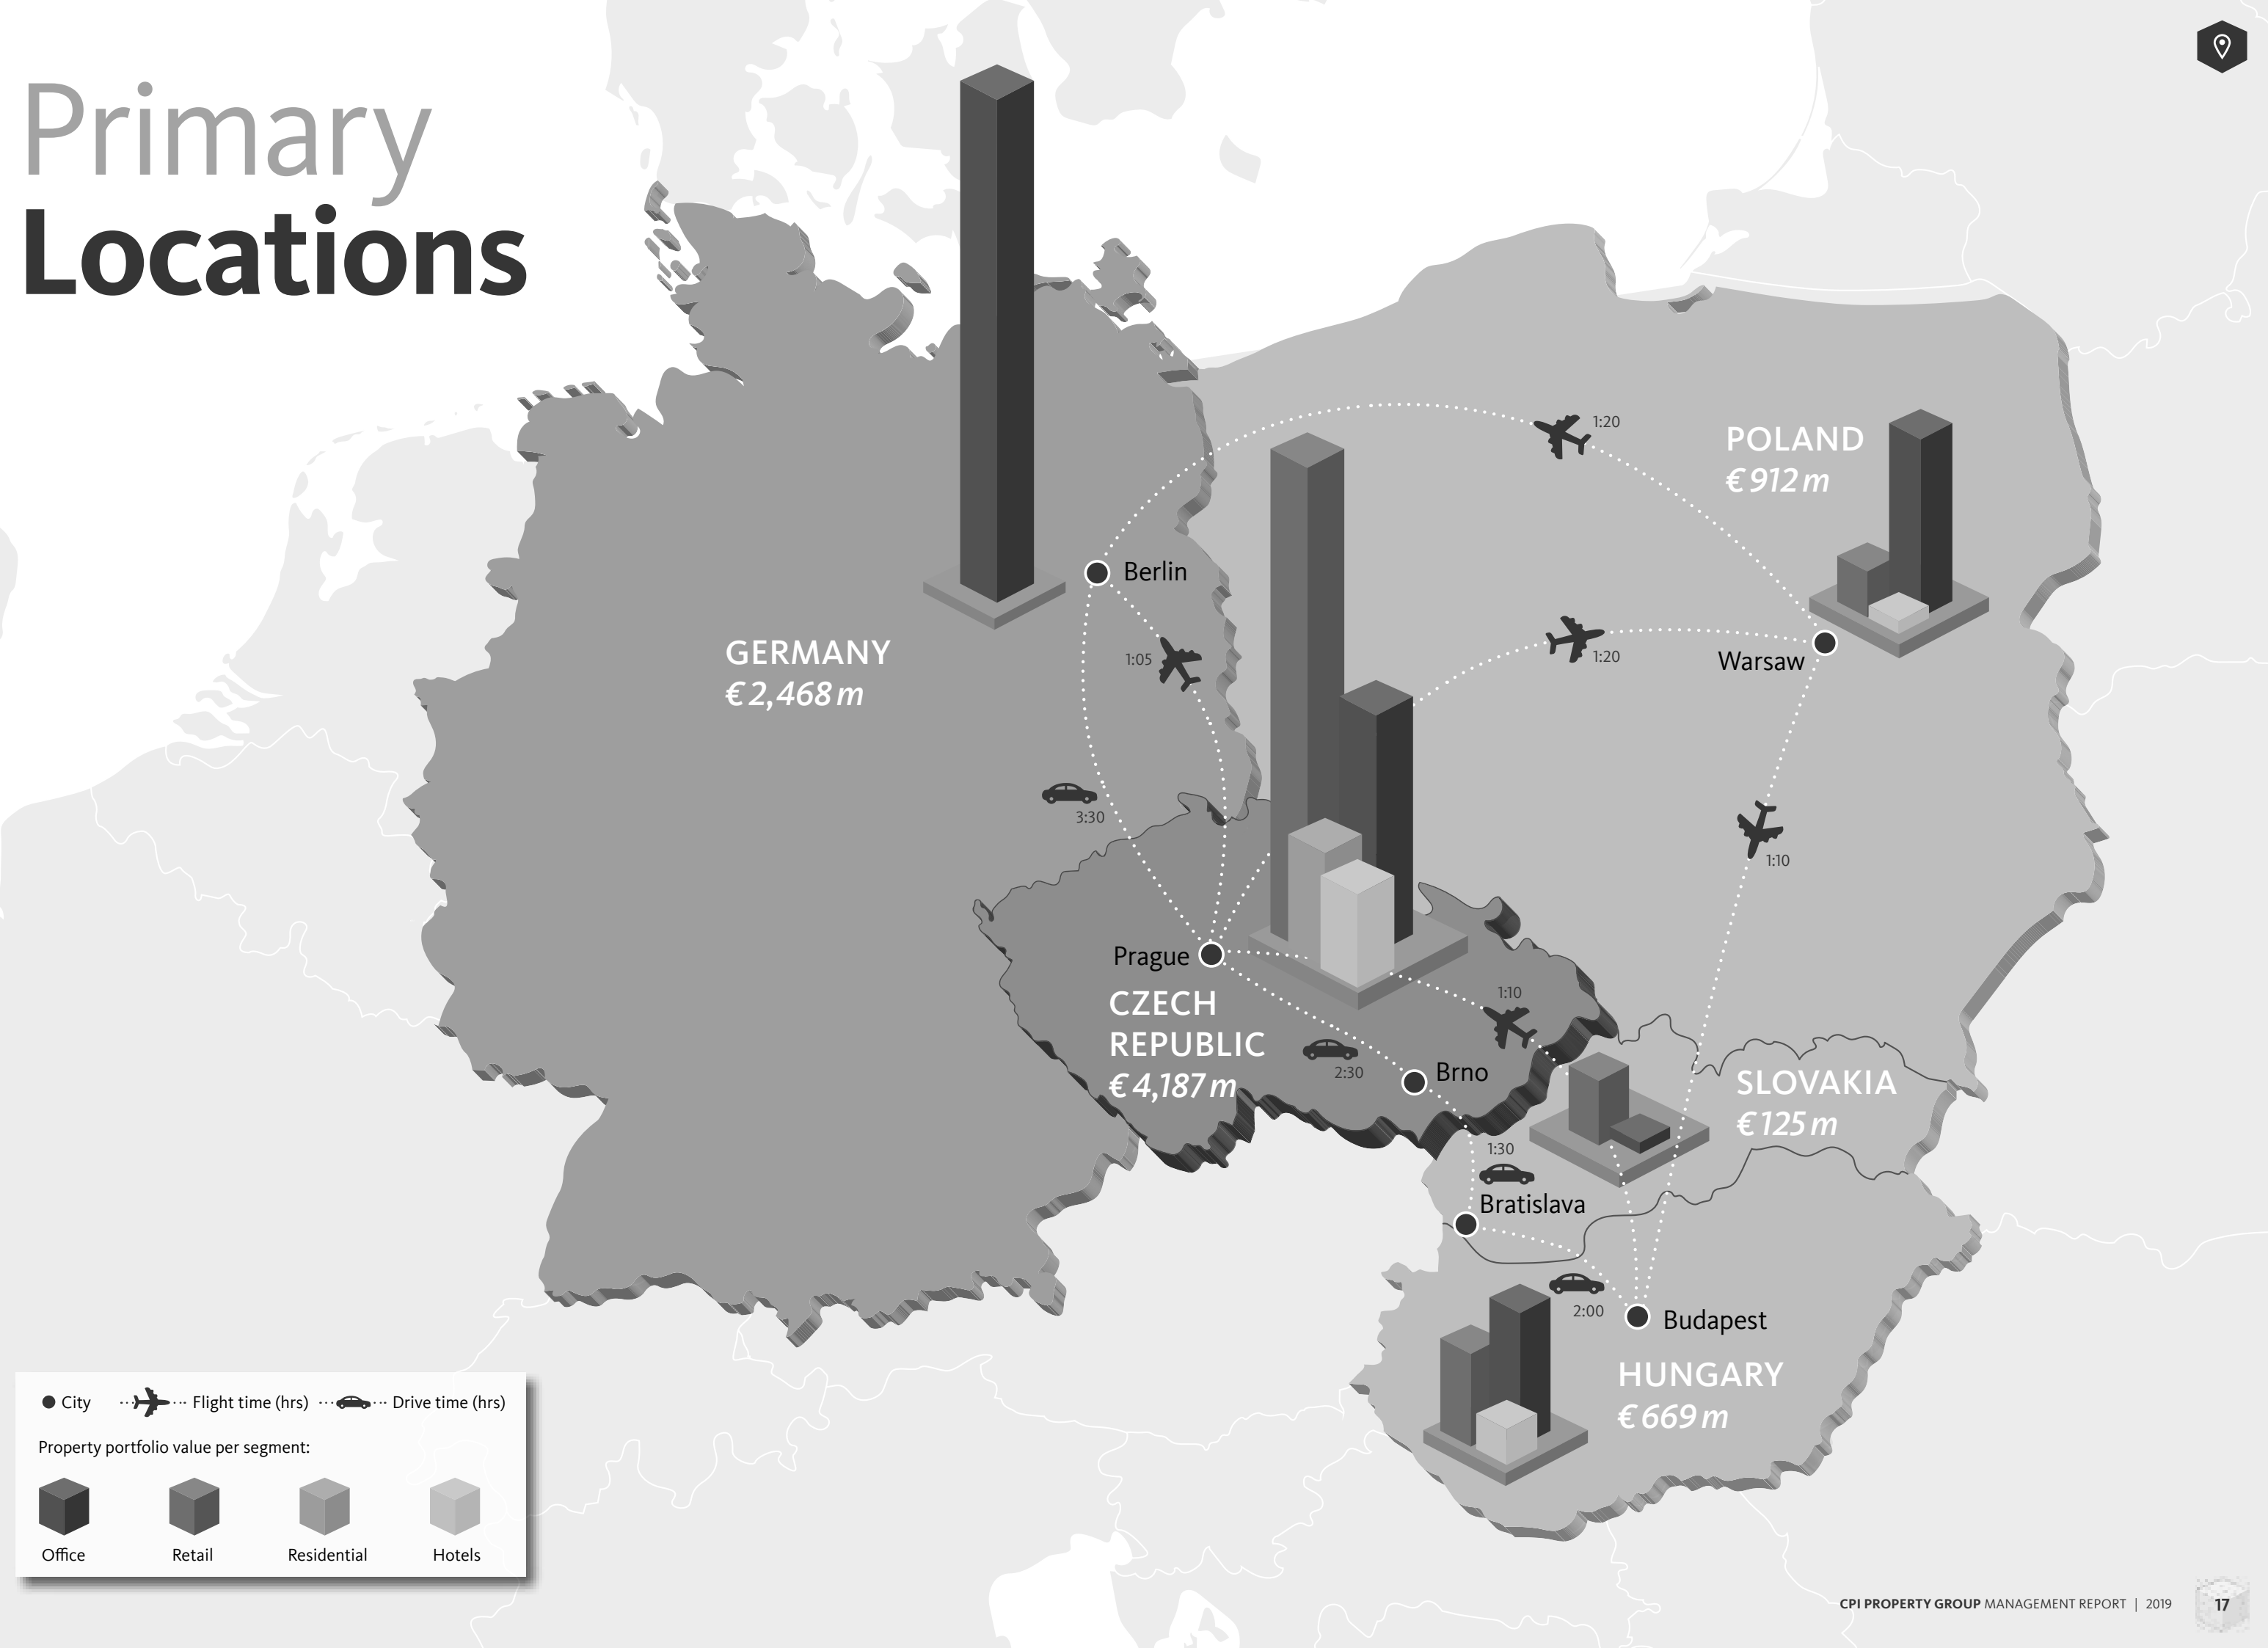 Primary
Locations
1:20
POLAND
€ 912 m
Berlin
GERMANY
€ 2,468 m
1:05
1:20
Warsaw
3:30
1:10
Prague
CZECH
REPUBLIC
€ 4,187 m
1:10
2:30
Brno
SLOVAKIA
€ 125 m
1:30
Bratislava
2:00
Budapest
HUNGARY
€ 669 m
City Flight time (hrs) Drive time (hrs)
Property portfolio value per segment:
Office Retail Residential Hotels
CPI PROPERTY GROUP MANAGEMENT REPORT | 2019 17